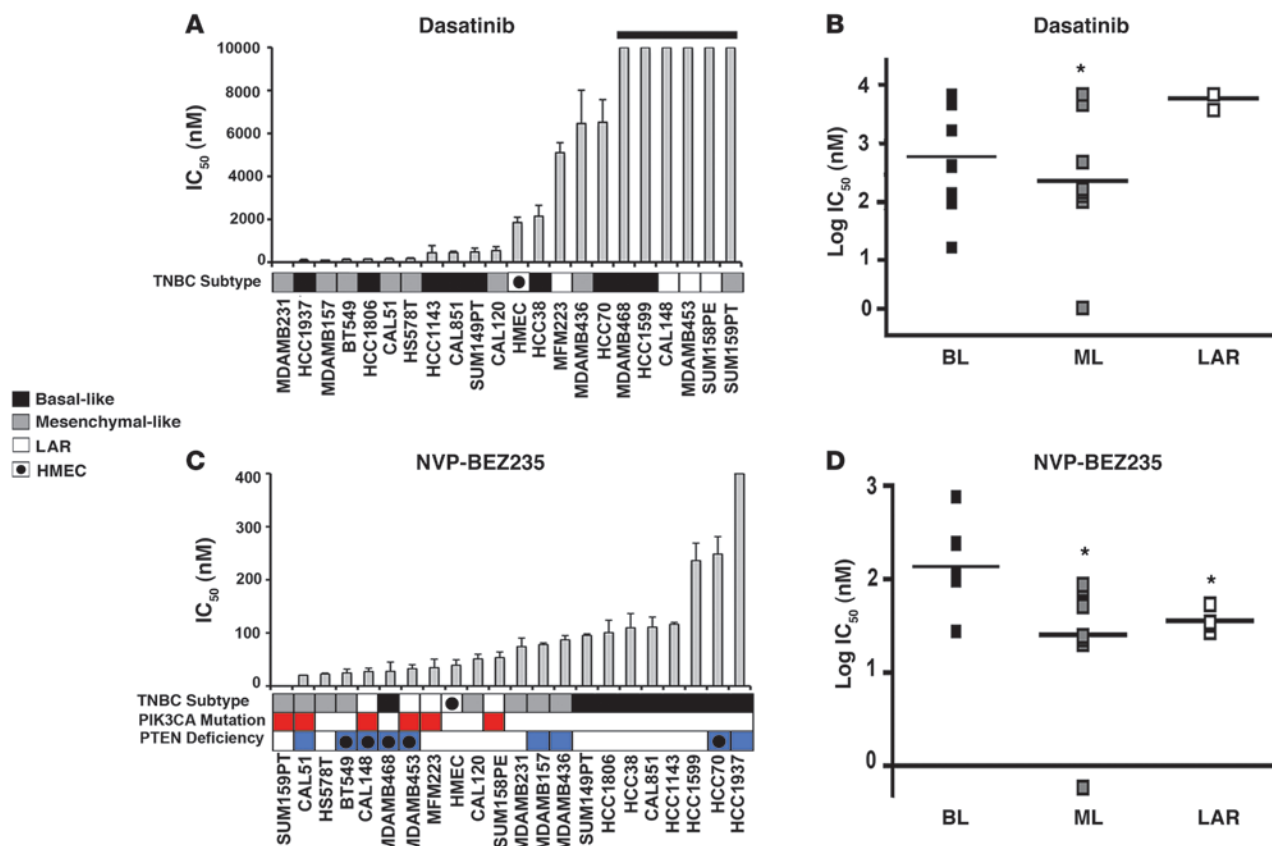 A
Dasatinib
10000
8000
6000
4000
2000
0
IC50 (nM)
TNBC Subtype
MDAMB231
HCC1937
MDAMB157
BT549
HCC1806
CAL51
HS578T
HCC1143
CAL851
SUM149PT
CAL120
HMEC
HCC38
MFM223
MDAMB436
HCC70
MDAMB468
HCC1599
CAL148
MDAMB453
SUM158PE
SUM159PT
B
Dasatinib
*
4
3
2
1
0
Log IC50 (nM)
BL ML LAR
Basal-like
Mesenchymal-like
LAR
HMEC
C
NVP-BEZ235
400
300
200
100
0
IC50 (nM)
TNBC Subtype
PIK3CA Mutation
PTEN Deficiency
SUM159PT
CAL51
HS578T
BT549
CAL148
MDAMB468
MDAMB453
MFM223
HMEC
CAL120
SUM158PE
MDAMB231
MDAMB157
MDAMB436
SUM149PT
HCC1806
HCC38
CAL851
HCC1143
HCC1599
HCC70
HCC1937
D
NVP-BEZ235
*
*
3
2
1
0
Log IC50 (nM)
BL ML LAR